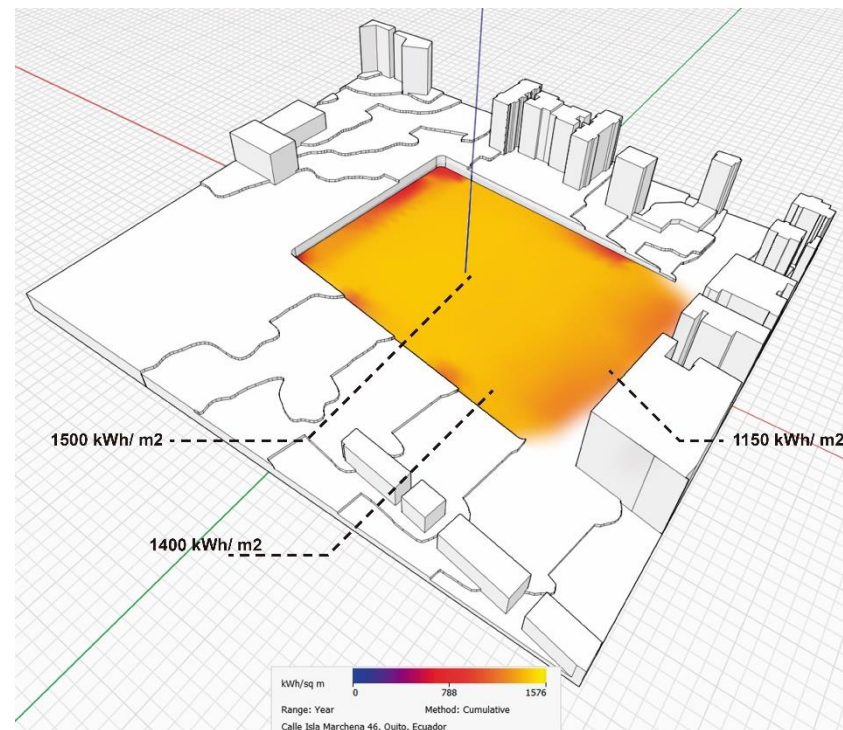 1500 kWh/ m2
1150 kWh/ m2
1400 kWh/ m2
kWh/sq m
0 788 1576
Range: Year Method: Cumulative
Calle Isla Marchena 46, Quito, Ecuador